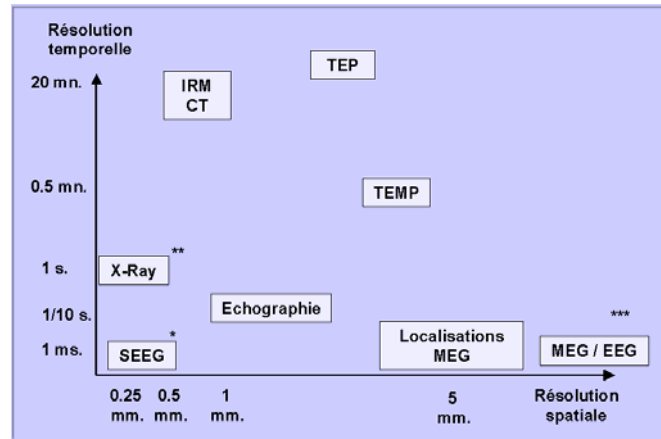 Résolution
temporelle
TEP
20 mn.
IRM
CT
0.5 mn.
TEMP
**
1 s.
X-Ray
Echographie
1/10 s.
***
*
Localisations
MEG
1 ms.
SEEG
MEG / EEG
0.25
mm.
0.5
mm.
1
mm.
5
mm.
Résolution
spatiale